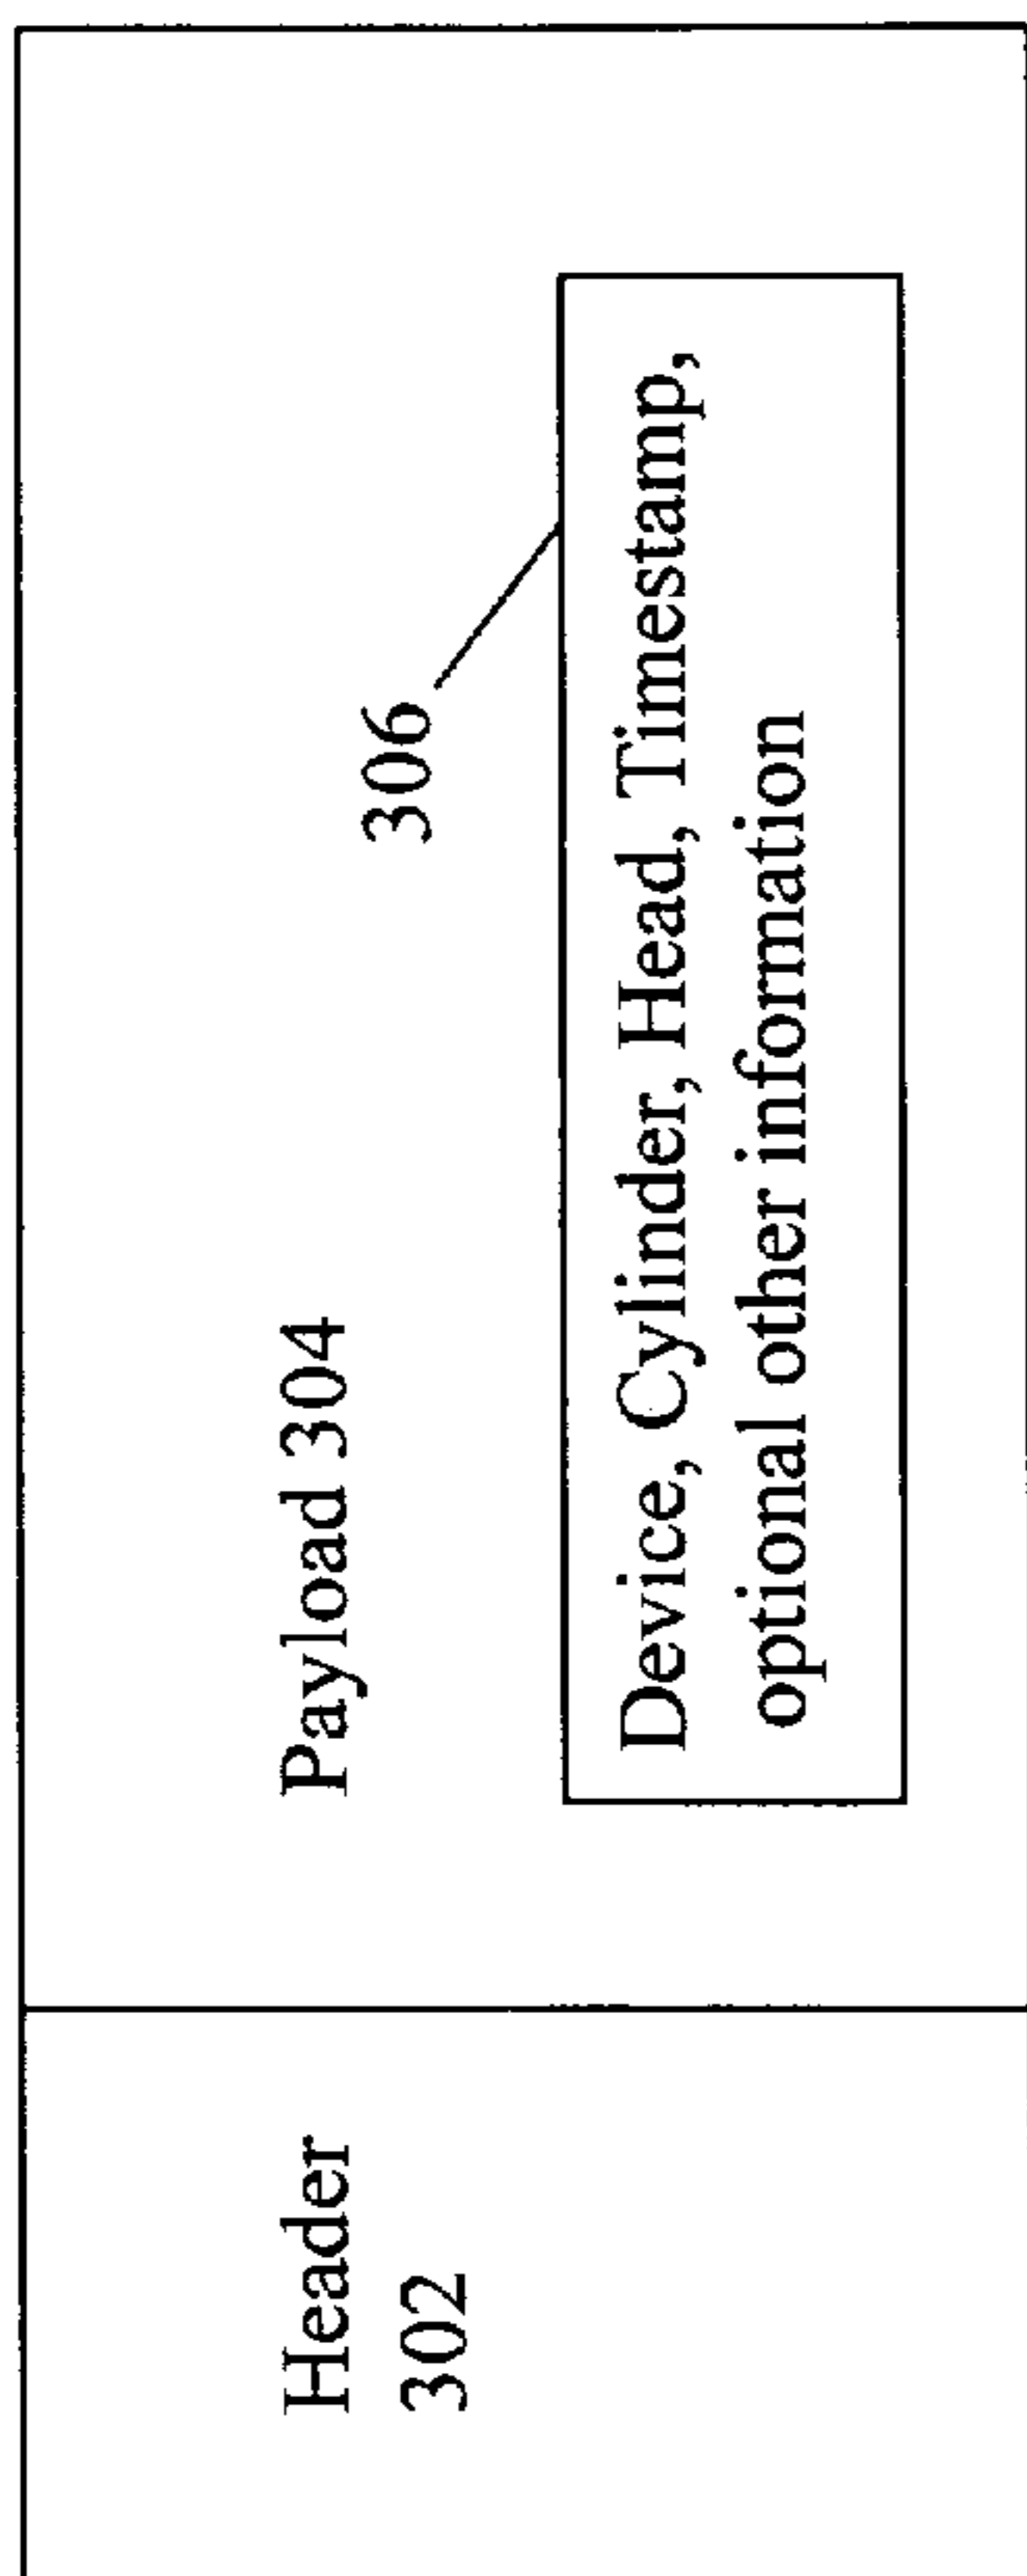 Header
302
Payload 304
306
Device, Cylinder, Head, Timestamp,
optional other information